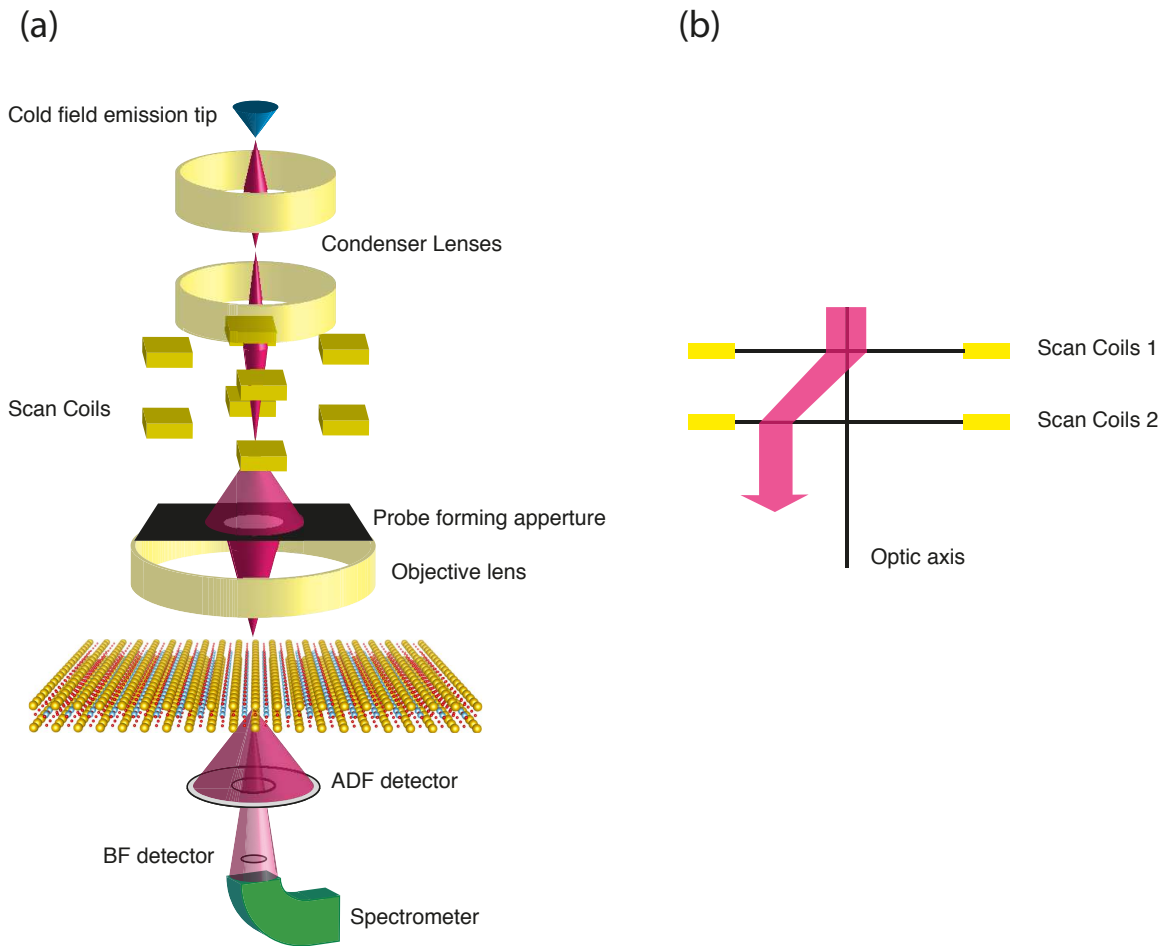 (a)
Cold field emission tip
Condenser Lenses
Scan Coils
Probe forming apperture
Objective lens
ADF detector
BF detector
Spectrometer
(b)
Scan Coils 1
Scan Coils 2
Optic axis